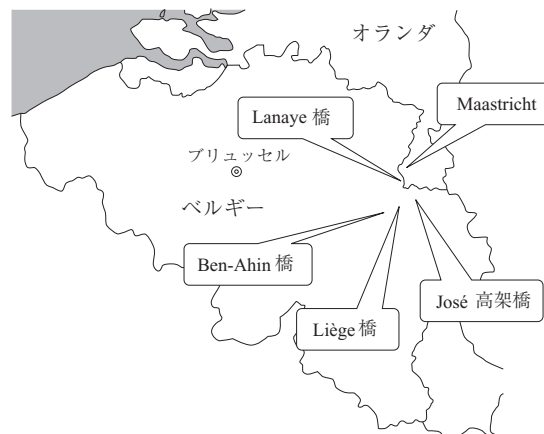 オランダ
Maastricht
Lanaye 橋
ブリュッセル
ベルギー
Ben-Ahin 橋
José 高架橋
Liège 橋